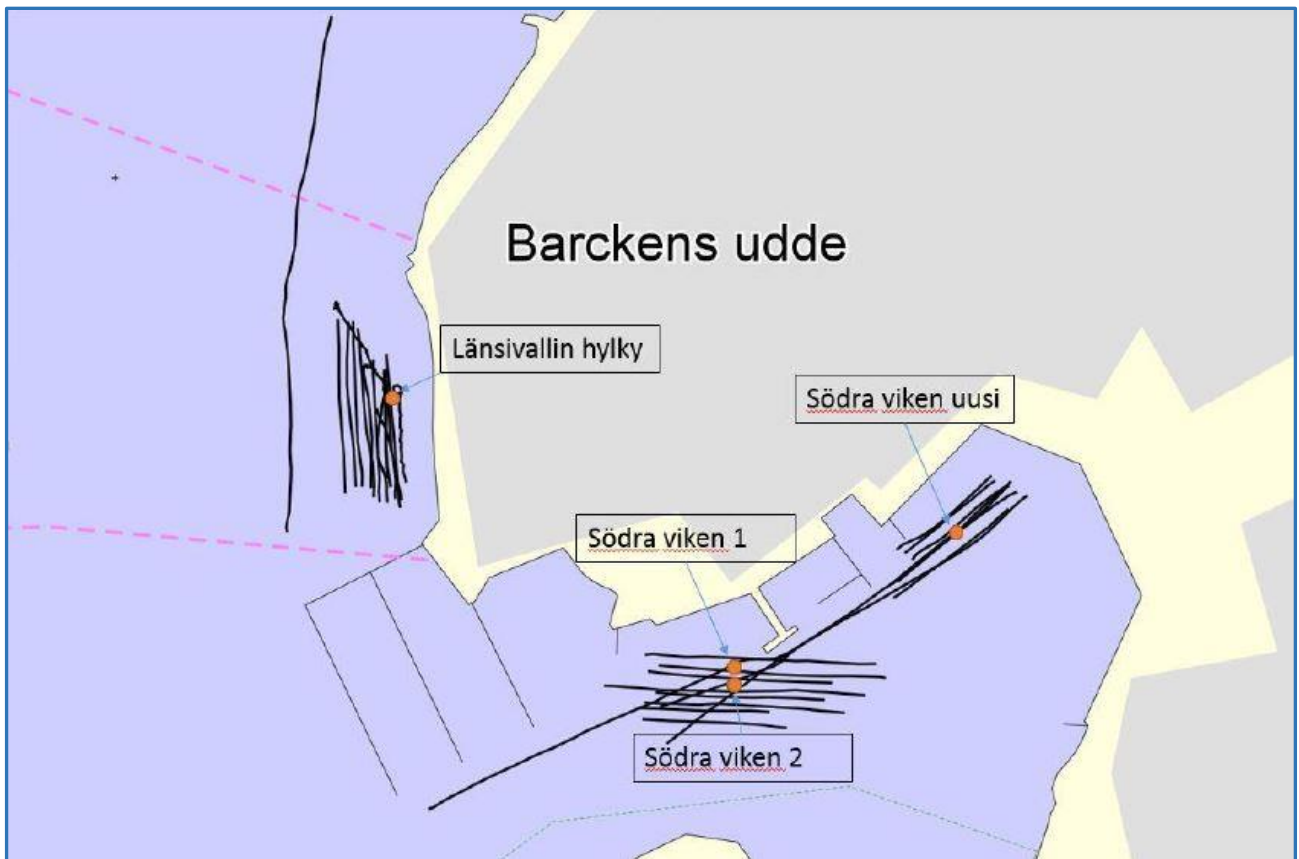 Barckens udde
Länsivallin hylky
Södra viken uusi
Södra viken 1
Södra viken 2